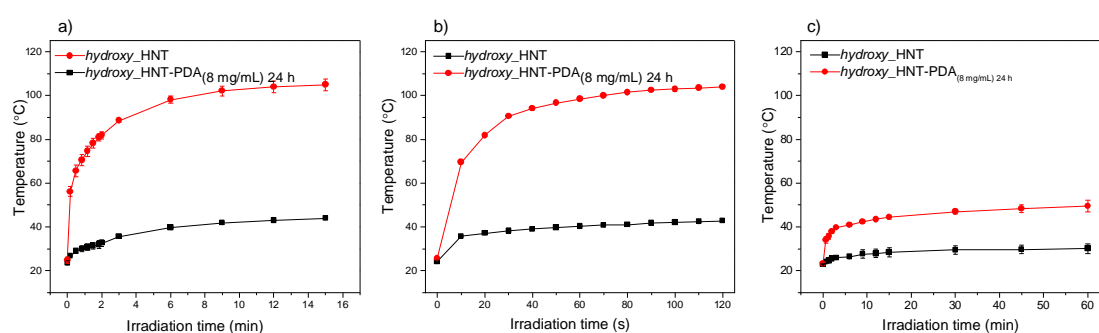 a)
hydroxy_HNT
hydroxy_HNT-PDA(8 mg/mL) 24 h
120
100
80
60
40
20
Temperature (°C)
0 2 4 6 8 10 12 14 16
Irradiation time (min)
b)
hydroxy_HNT
hydroxy_HNT-PDA(8 mg/mL) 24 h
120
100
80
60
40
20
Temperature (°C)
0 20 40 60 80 100 120
Irradiation time (s)
c)
hydroxy_HNT
hydroxy_HNT-PDA(8 mg/mL) 24 h
120
100
80
60
40
20
Temperature (°C)
0 10 20 30 40 50 60
Irradiation time (min)